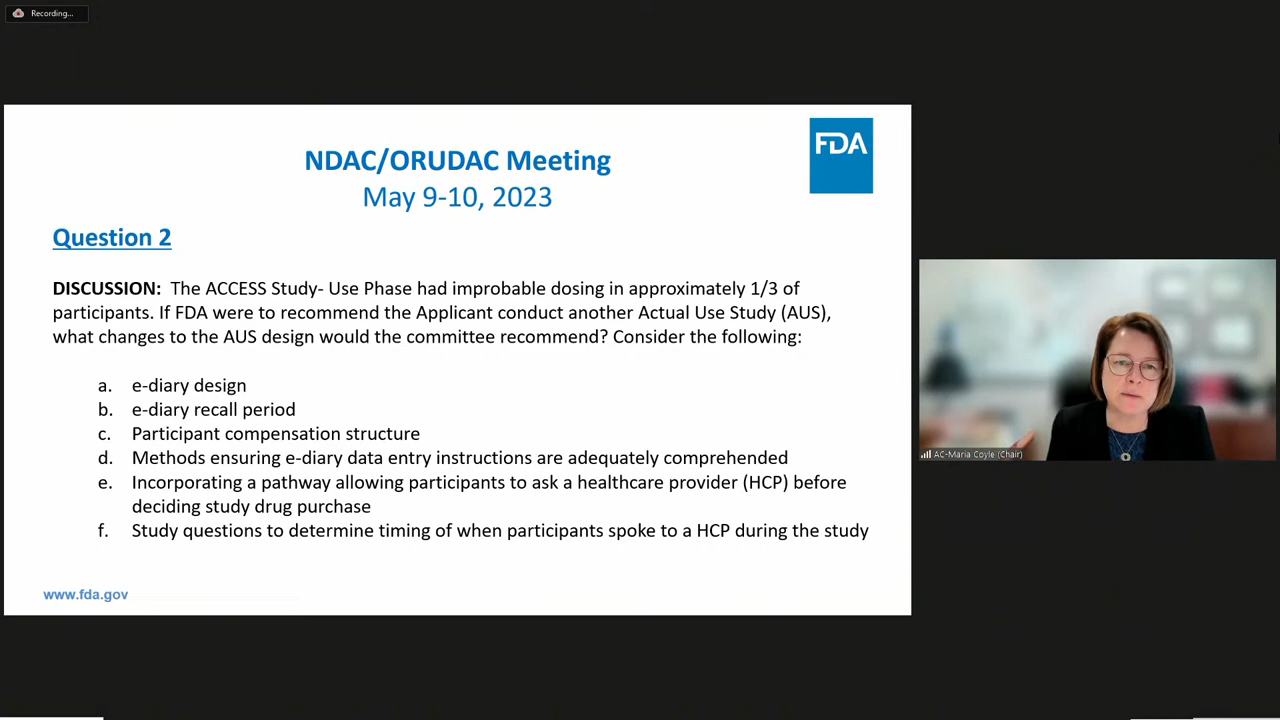 Recording...
NDAC/ORUDAC Meeting
May 9-10, 2023
FDA
Question 2
DISCUSSION: The ACCESS Study- Use Phase had improbable dosing in approximately 1/3 of
participants. If FDA were to recommend the Applicant conduct another Actual Use Study (AUS),
what changes to the AUS design would the committee recommend? Consider the following:
a. e-diary design
b. e-diary recall period
c. Participant compensation structure
d. Methods ensuring e-diary data entry instructions are adequately comprehended
e. Incorporating a pathway allowing participants to ask a healthcare provider (HCP) before
deciding study drug purchase
f. Study questions to determine timing of when participants spoke to a HCP during the study
www.fda.gov
AC-Maria Coyle (Chair)